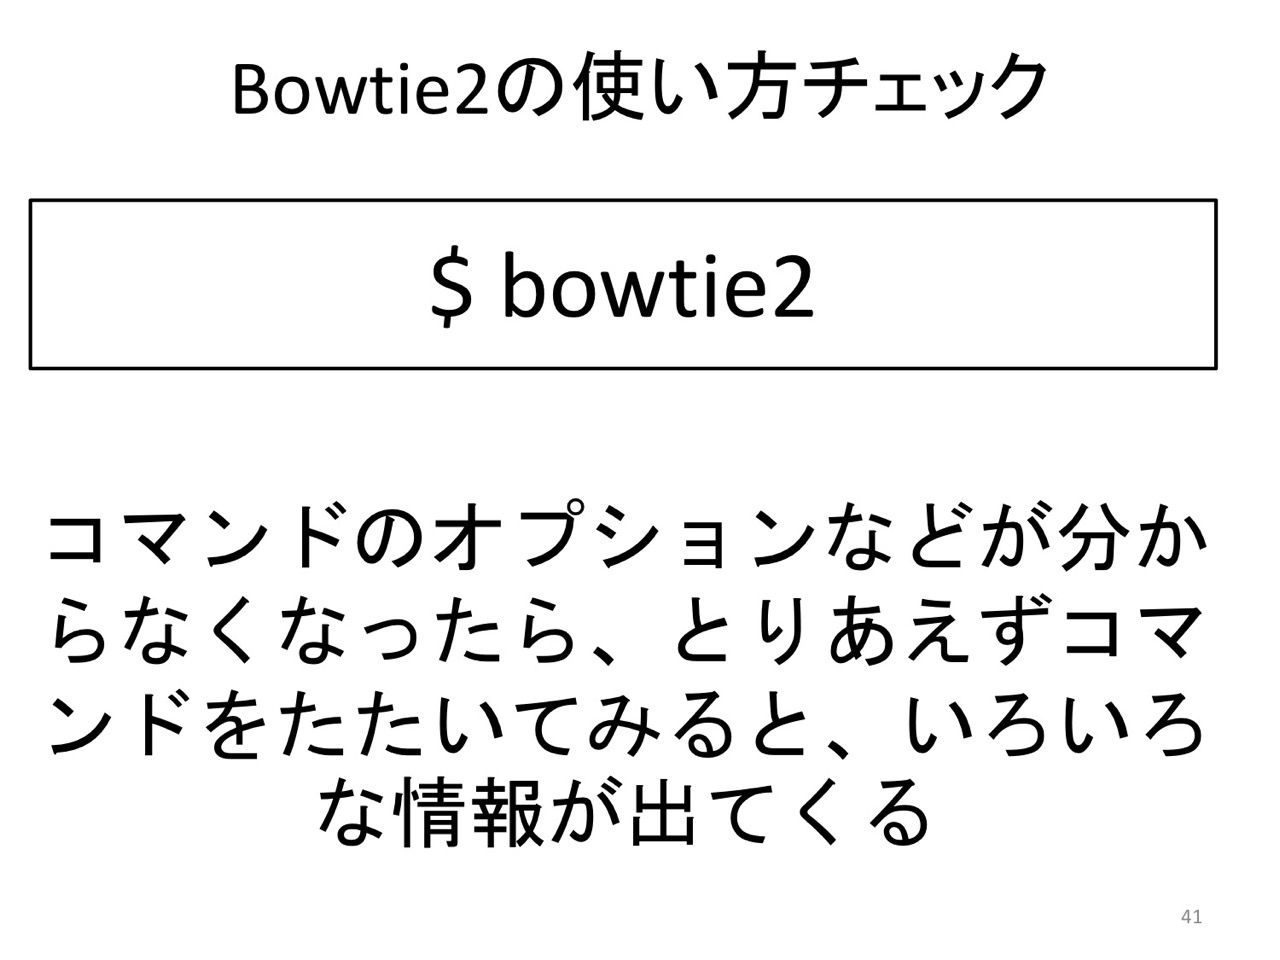 Bowtie2の使い方チェック
$ bowtie2
コマンドのオプションなどが分か
らなくなったら、とりあえずコマ
ンドをたたいてみると、いろいろ
な情報が出てくる
41